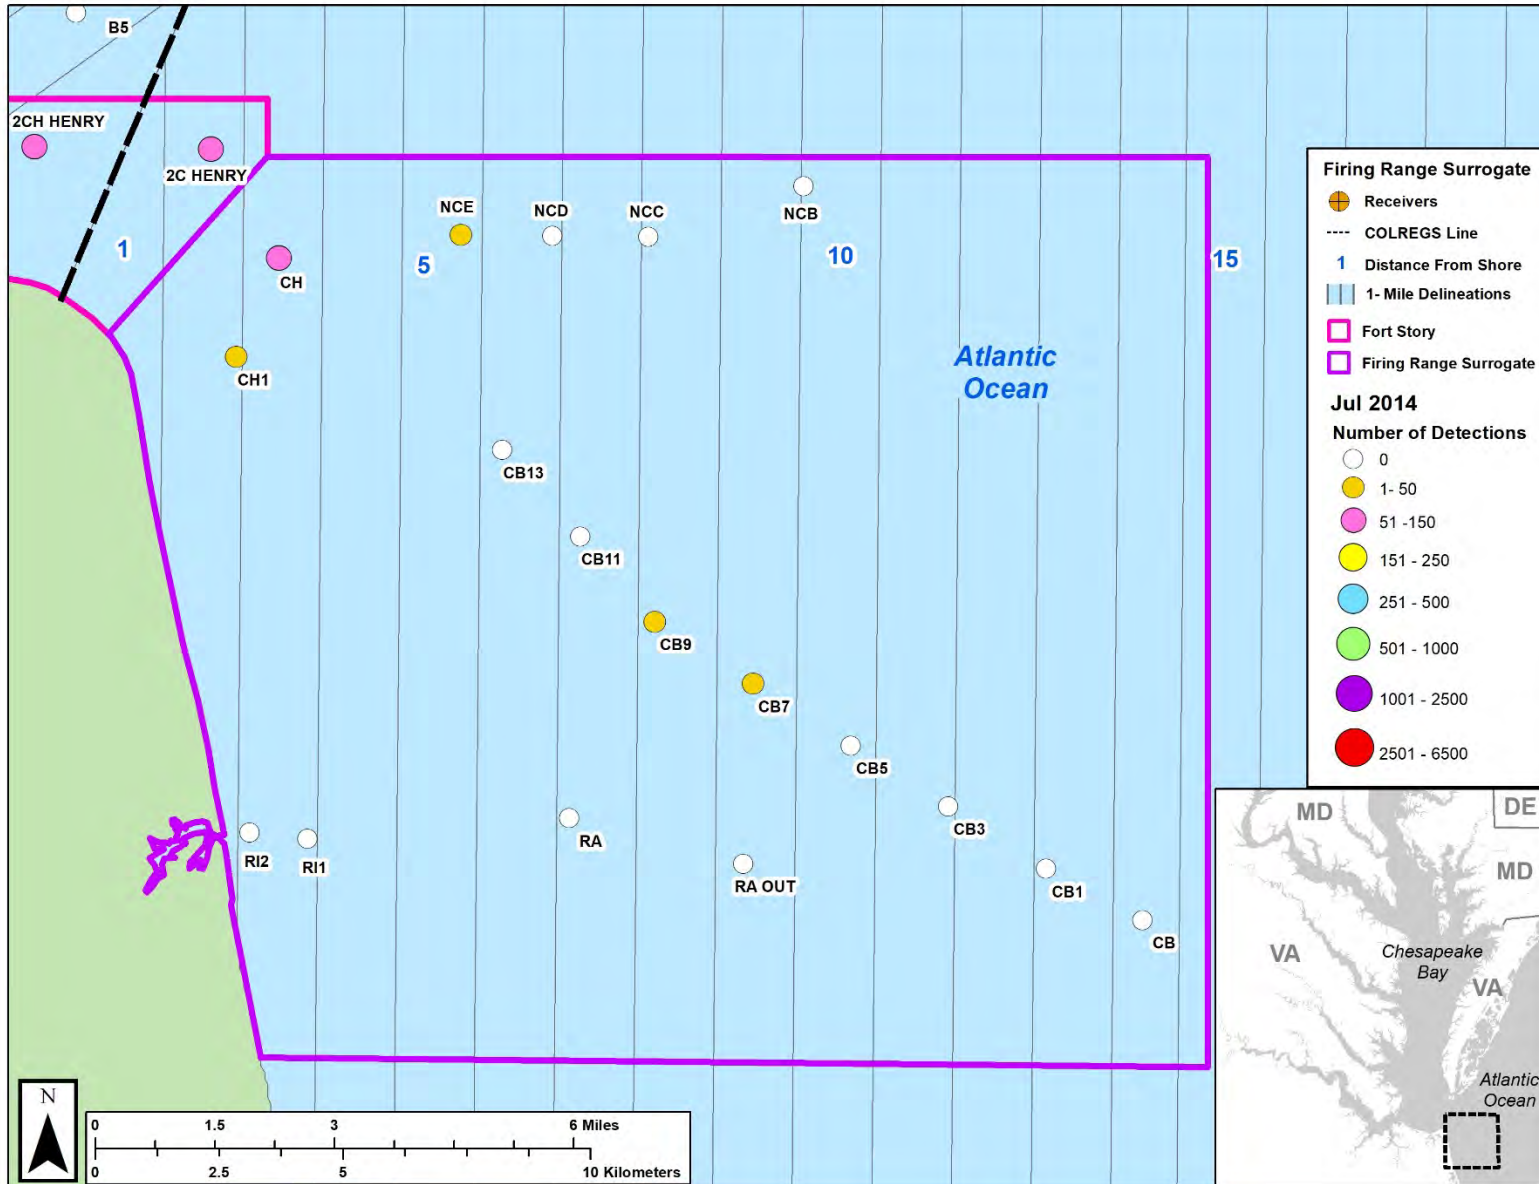 B5
2CH HENRY
2C HENRY
1
NCE
NCD
NCC
NCB
5
10
15
CH
CH1
Atlantic
Ocean
CB13
CB11
CB9
CB7
CB5
CB3
CB1
CB
RI2
RI1
RA
RA OUT
Firing Range Surrogate
Receivers
COLREGS Line
1 Distance From Shore
1- Mile Delineations
Fort Story
Firing Range Surrogate
Jul 2014
Number of Detections
0
1- 50
51 -150
151 - 250
251 - 500
501 - 1000
1001 - 2500
2501 - 6500
MD
DE
MD
VA
Chesapeake
Bay
VA
Atlantic
Ocean
N
0 1.5 3 6 Miles
0 2.5 5 10 Kilometers